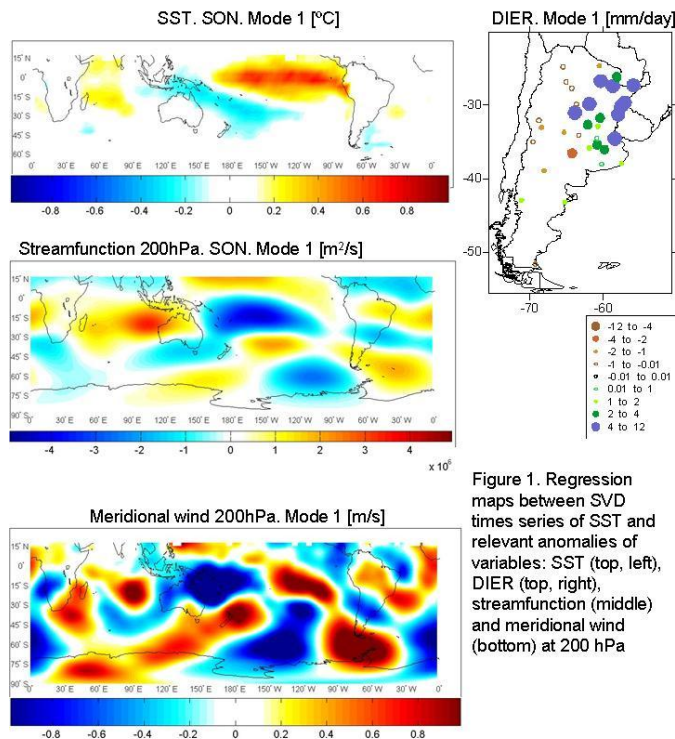 SST. SON. Mode 1 [ºC]
15˚N
0˚
15˚S
30˚S
45˚S
60˚S
0˚ 30˚E 60˚E 90˚E 120˚E 150˚E 180˚W 150˚W 120˚W 90˚W 60˚W 30˚W 0˚
-0.8 -0.6 -0.4 -0.2 0 0.2 0.4 0.6 0.8
DIER. Mode 1 [mm/day]
-30
-40
-50
-70 -60
-12 to -4
-4 to -2
-2 to -1
-1 to -0.01
-0.01 to 0.01
0.01 to 1
1 to 2
2 to 4
4 to 12
Streamfunction 200hPa. SON. Mode 1 [m²/s]
15˚N
0˚
15˚S
30˚S
45˚S
60˚S
75˚S
90˚S
0˚ 30˚E 60˚E 90˚E 120˚E 150˚E 180˚W 150˚W 120˚W 90˚W 60˚W 30˚W 0˚
-4 -3 -2 -1 0 1 2 3 4
x 10⁶
Meridional wind 200hPa. Mode 1 [m/s]
15˚N
0˚
15˚S
30˚S
45˚S
60˚S
75˚S
90˚S
0˚ 30˚E 60˚E 90˚E 120˚E 150˚E 180˚W 150˚W 120˚W 90˚W 60˚W 30˚W 0˚
-0.8 -0.6 -0.4 -0.2 0 0.2 0.4 0.6 0.8
Figure 1. Regression
maps between SVD
times series of SST and
relevant anomalies of
variables: SST (top, left),
DIER (top, right),
streamfunction (middle)
and meridional wind
(bottom) at 200 hPa